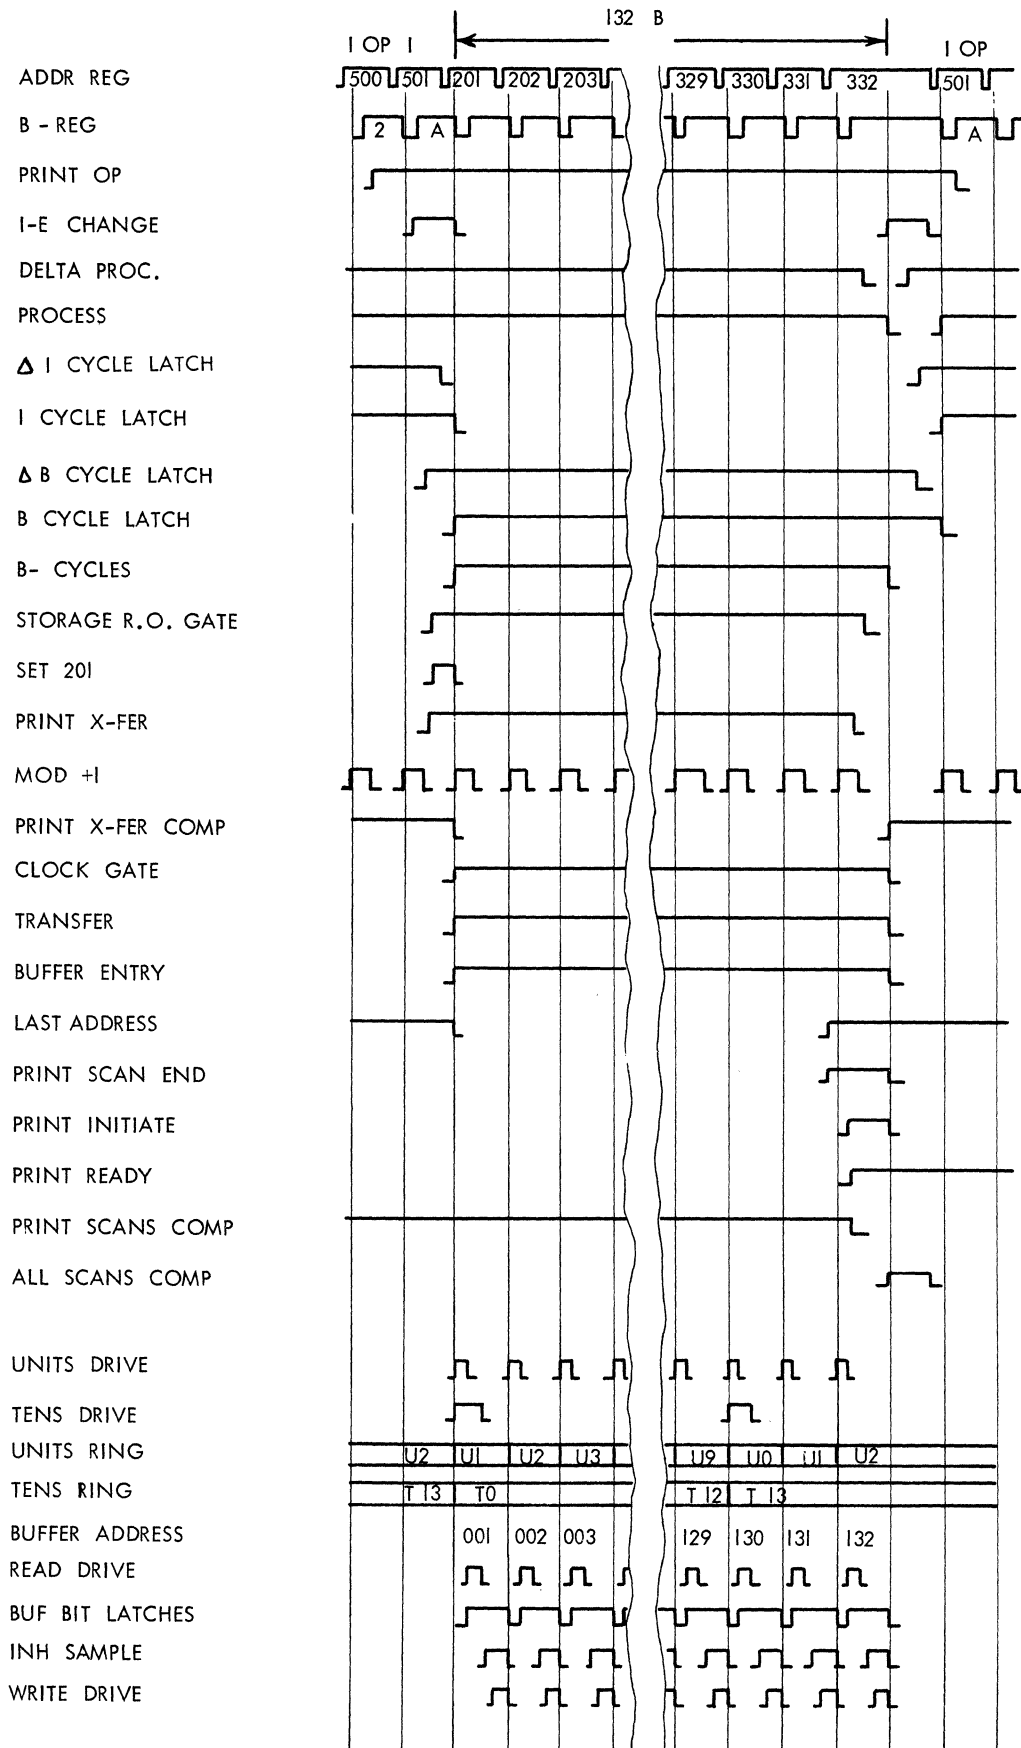 132 B
I OP I
I OP
ADDR REG 500 501 201 202 203 329 330 331 332 501
B - REG 2 A A
PRINT OP
I-E CHANGE
DELTA PROC.
PROCESS
Δ I CYCLE LATCH
I CYCLE LATCH
Δ B CYCLE LATCH
B CYCLE LATCH
B- CYCLES
STORAGE R.O. GATE
SET 201
PRINT X-FER
MOD +1
PRINT X-FER COMP
CLOCK GATE
TRANSFER
BUFFER ENTRY
LAST ADDRESS
PRINT SCAN END
PRINT INITIATE
PRINT READY
PRINT SCANS COMP
ALL SCANS COMP
UNITS DRIVE
TENS DRIVE
UNITS RING U2 U1 U2 U3 U9 U0 U1 U2
TENS RING T 13 T0 T 12 T 13
BUFFER ADDRESS 001 002 003 129 130 131 132
READ DRIVE
BUF BIT LATCHES
INH SAMPLE
WRITE DRIVE